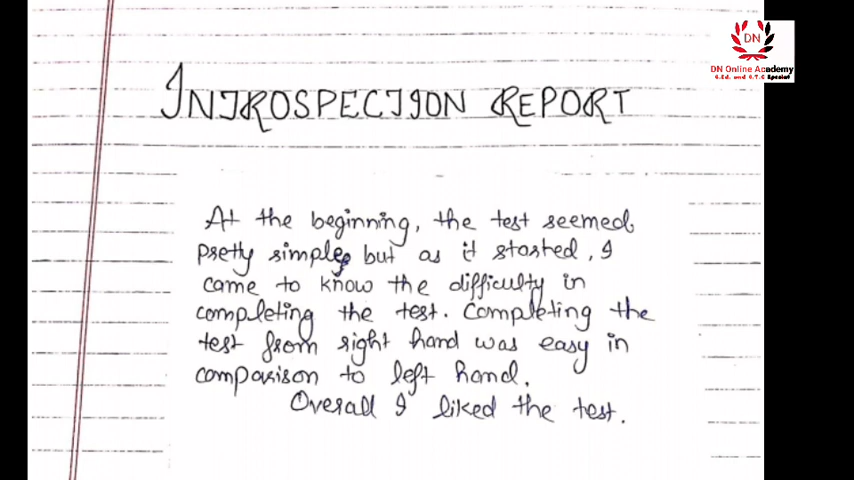 DN
DN Online Academy
B.Ed. and B.T.C Special
INTROSPECTION REPORT
At the beginning, the test seemed
pretty simple but as it started, I
came to know the difficulty in
completing the test. Completing the
test from right hand was easy in
comparison to left hand.
Overall I liked the test.